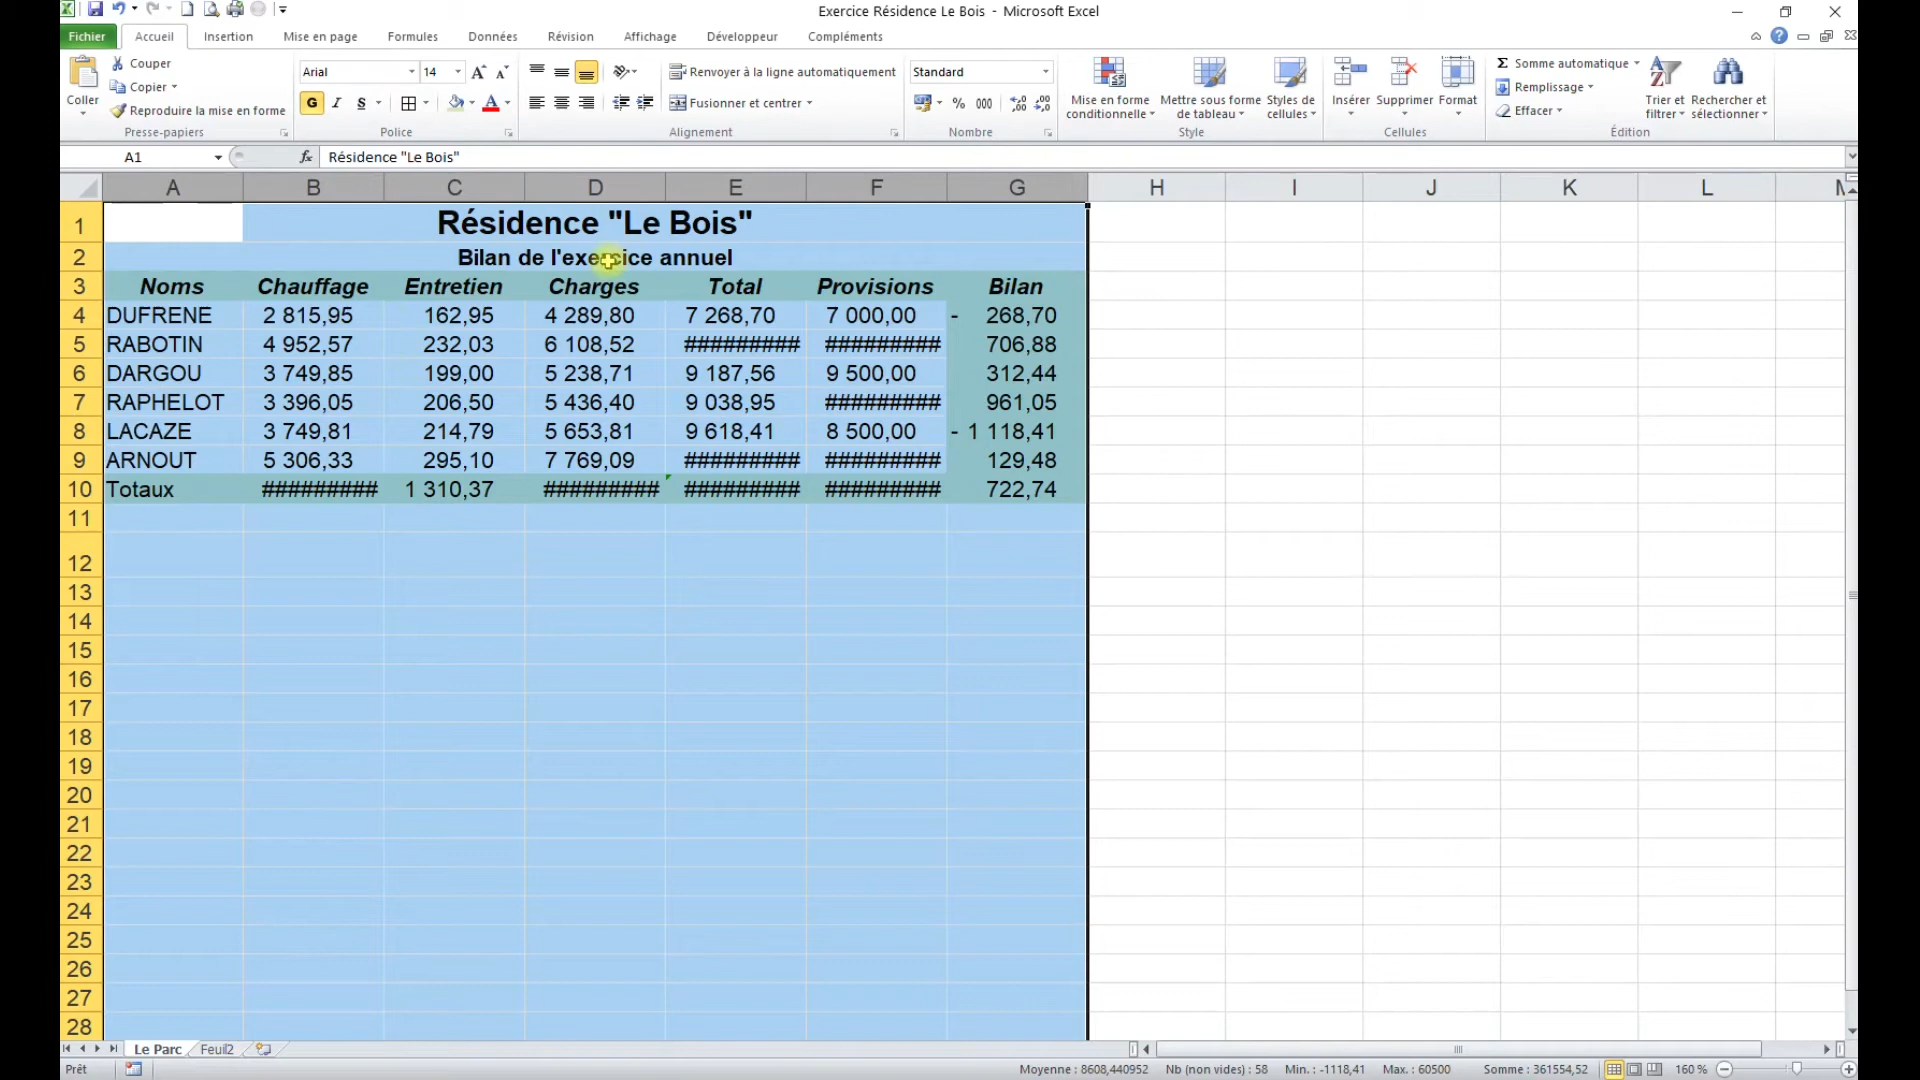 Exercice Résidence Le Bois - Microsoft Excel
Fichier Accueil Insertion Mise en page Formules Données Révision Affichage Développeur Compléments
Coller
Couper
Copier
Reproduire la mise en forme
Presse-papiers
Arial 14
G I S
Police
Renvoyer à la ligne automatiquement
Fusionner et centrer
Alignement
Standard
% 000
Nombre
Mise en forme conditionnelle
Mettre sous forme de tableau
Styles de cellules
Style
Insérer Supprimer Format
Cellules
Σ Somme automatique
Remplissage
Effacer
Trier et filtrer
Rechercher et sélectionner
Édition
A1 fx Résidence "Le Bois"
A B C D E F G H I J K L
1 Résidence "Le Bois"
2 Bilan de l'exercice annuel
3 Noms Chauffage Entretien Charges Total Provisions Bilan
4 DUFRENE 2 815,95 162,95 4 289,80 7 268,70 7 000,00 - 268,70
5 RABOTIN 4 952,57 232,03 6 108,52 ######### ######### 706,88
6 DARGOU 3 749,85 199,00 5 238,71 9 187,56 9 500,00 312,44
7 RAPHELOT 3 396,05 206,50 5 436,40 9 038,95 ######### 961,05
8 LACAZE 3 749,81 214,79 5 653,81 9 618,41 8 500,00 - 1 118,41
9 ARNOUT 5 306,33 295,10 7 769,09 ######### ######### 129,48
10 Totaux ######### 1 310,37 ######### ######### ######### 722,74
11
12
13
14
15
16
17
18
19
20
21
22
23
24
25
26
27
28
Le Parc Feuil2
Prêt Moyenne : 8608,440952 Nb (non vides) : 58 Min. : -1118,41 Max. : 60500 Somme : 361554,52 160 %